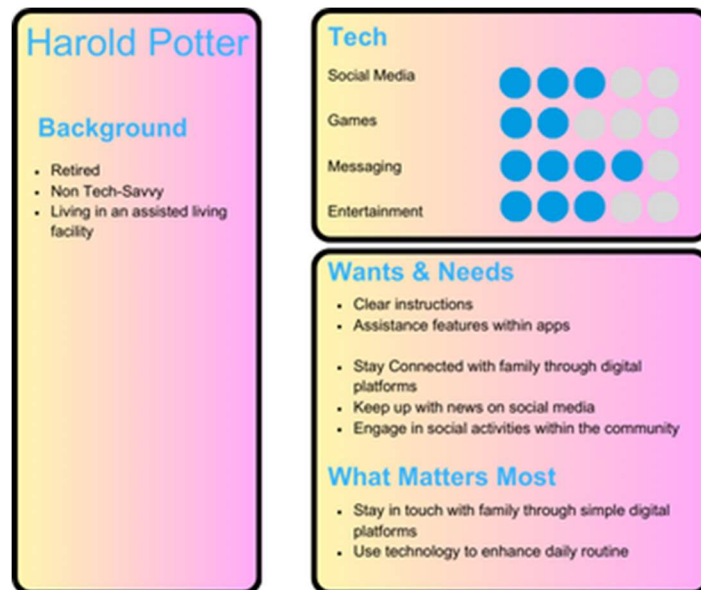 Harold Potter
Background
Retired
Non Tech-Savvy
Living in an assisted living
facility
Tech
Social Media
Games
Messaging
Entertainment
Wants & Needs
Clear instructions
Assistance features within apps
Stay Connected with family through digital
platforms
Keep up with news on social media
Engage in social activities within the community
What Matters Most
Stay in touch with family through simple digital
platforms
Use technology to enhance daily routine